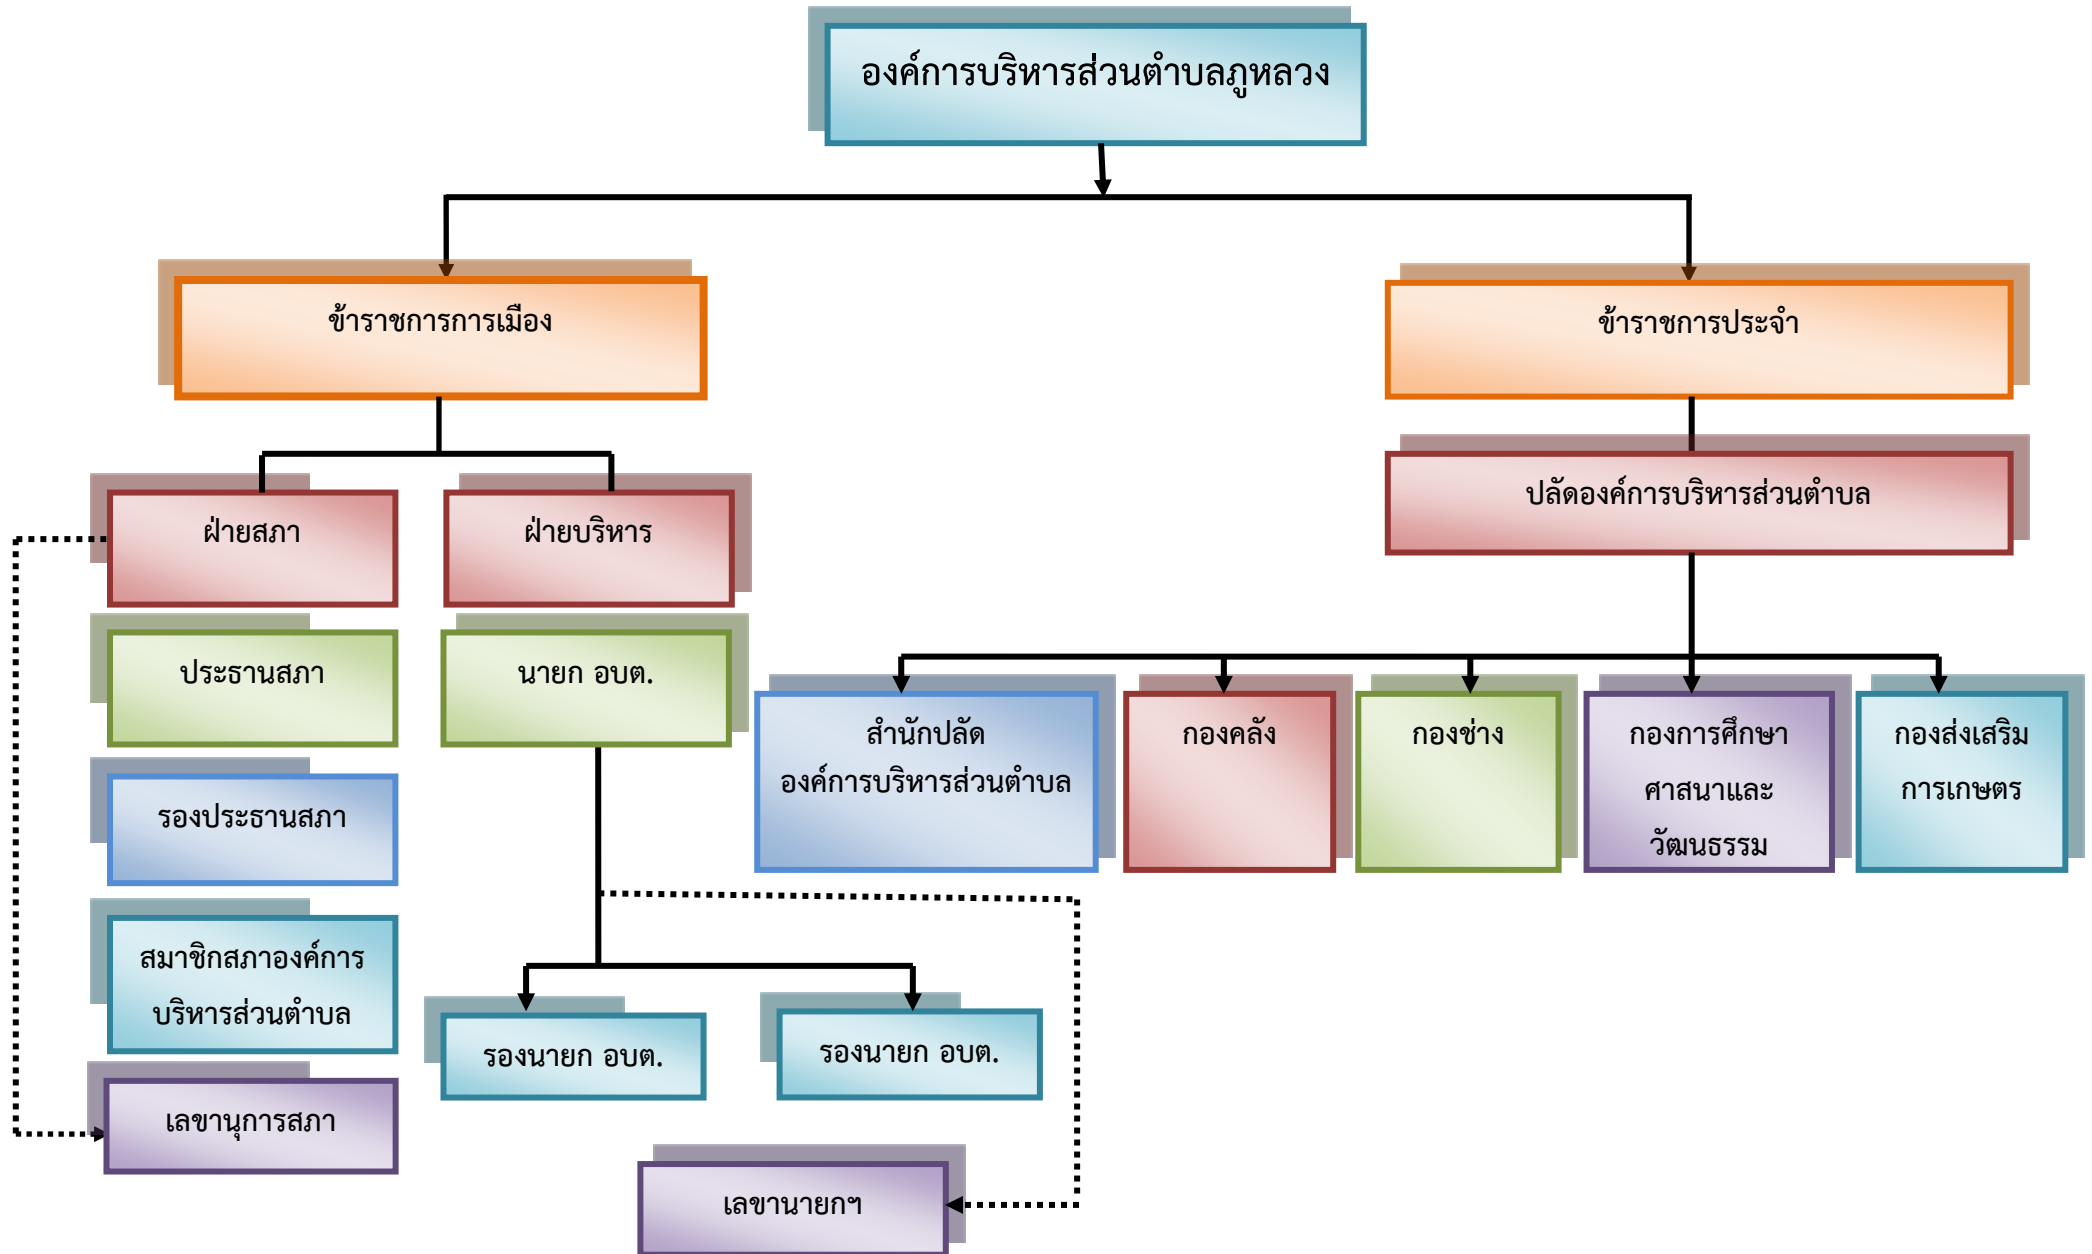 องค์การบริหารส่วนตำบลภูหลวง
ข้าราชการการเมือง
ข้าราชการประจำ
ปลัดองค์การบริหารส่วนตำบล
ฝ่ายสภา
ฝ่ายบริหาร
ประธานสภา
นายก อบต.
รองประธานสภา
สมาชิกสภาองค์การ
บริหารส่วนตำบล
เลขานุการสภา
รองนายก อบต.
รองนายก อบต.
เลขานายกฯ
สำนักปลัด
องค์การบริหารส่วนตำบล
กองคลัง
กองช่าง
กองการศึกษา
ศาสนาและ
วัฒนธรรม
กองส่งเสริม
การเกษตร